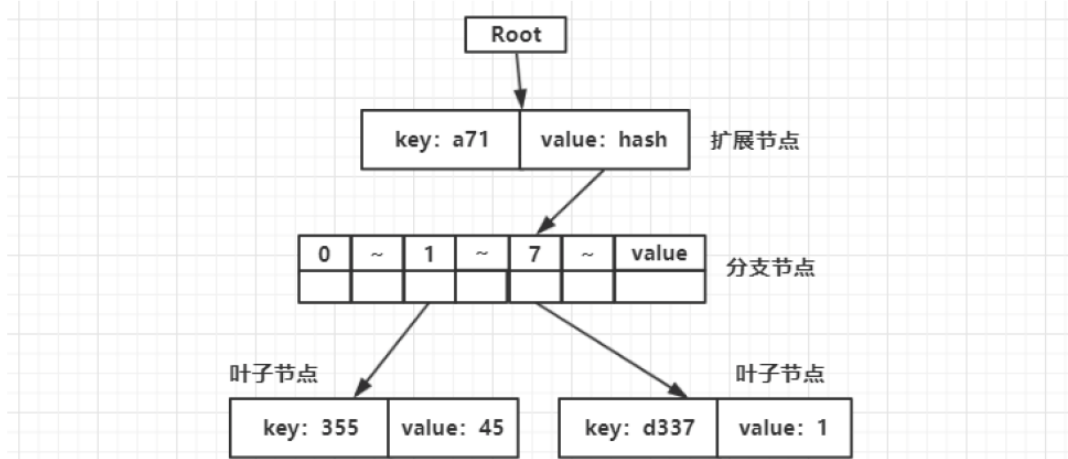 Root
key: a71 value: hash 扩展节点
0 ~ 1 ~ 7 ~ value
分支节点
叶子节点 叶子节点
key: 355 value: 45 key: d337 value: 1